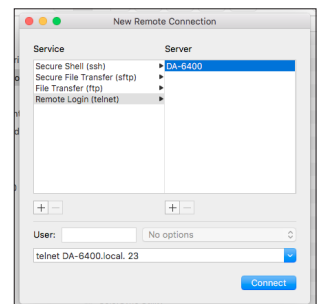 New Remote Connection
Service
Server
Secure Shell (ssh)
Secure File Transfer (sftp)
File Transfer (ftp)
Remote Login (telnet)
DA-6400
User:
No options
telnet DA-6400.local. 23
Connect